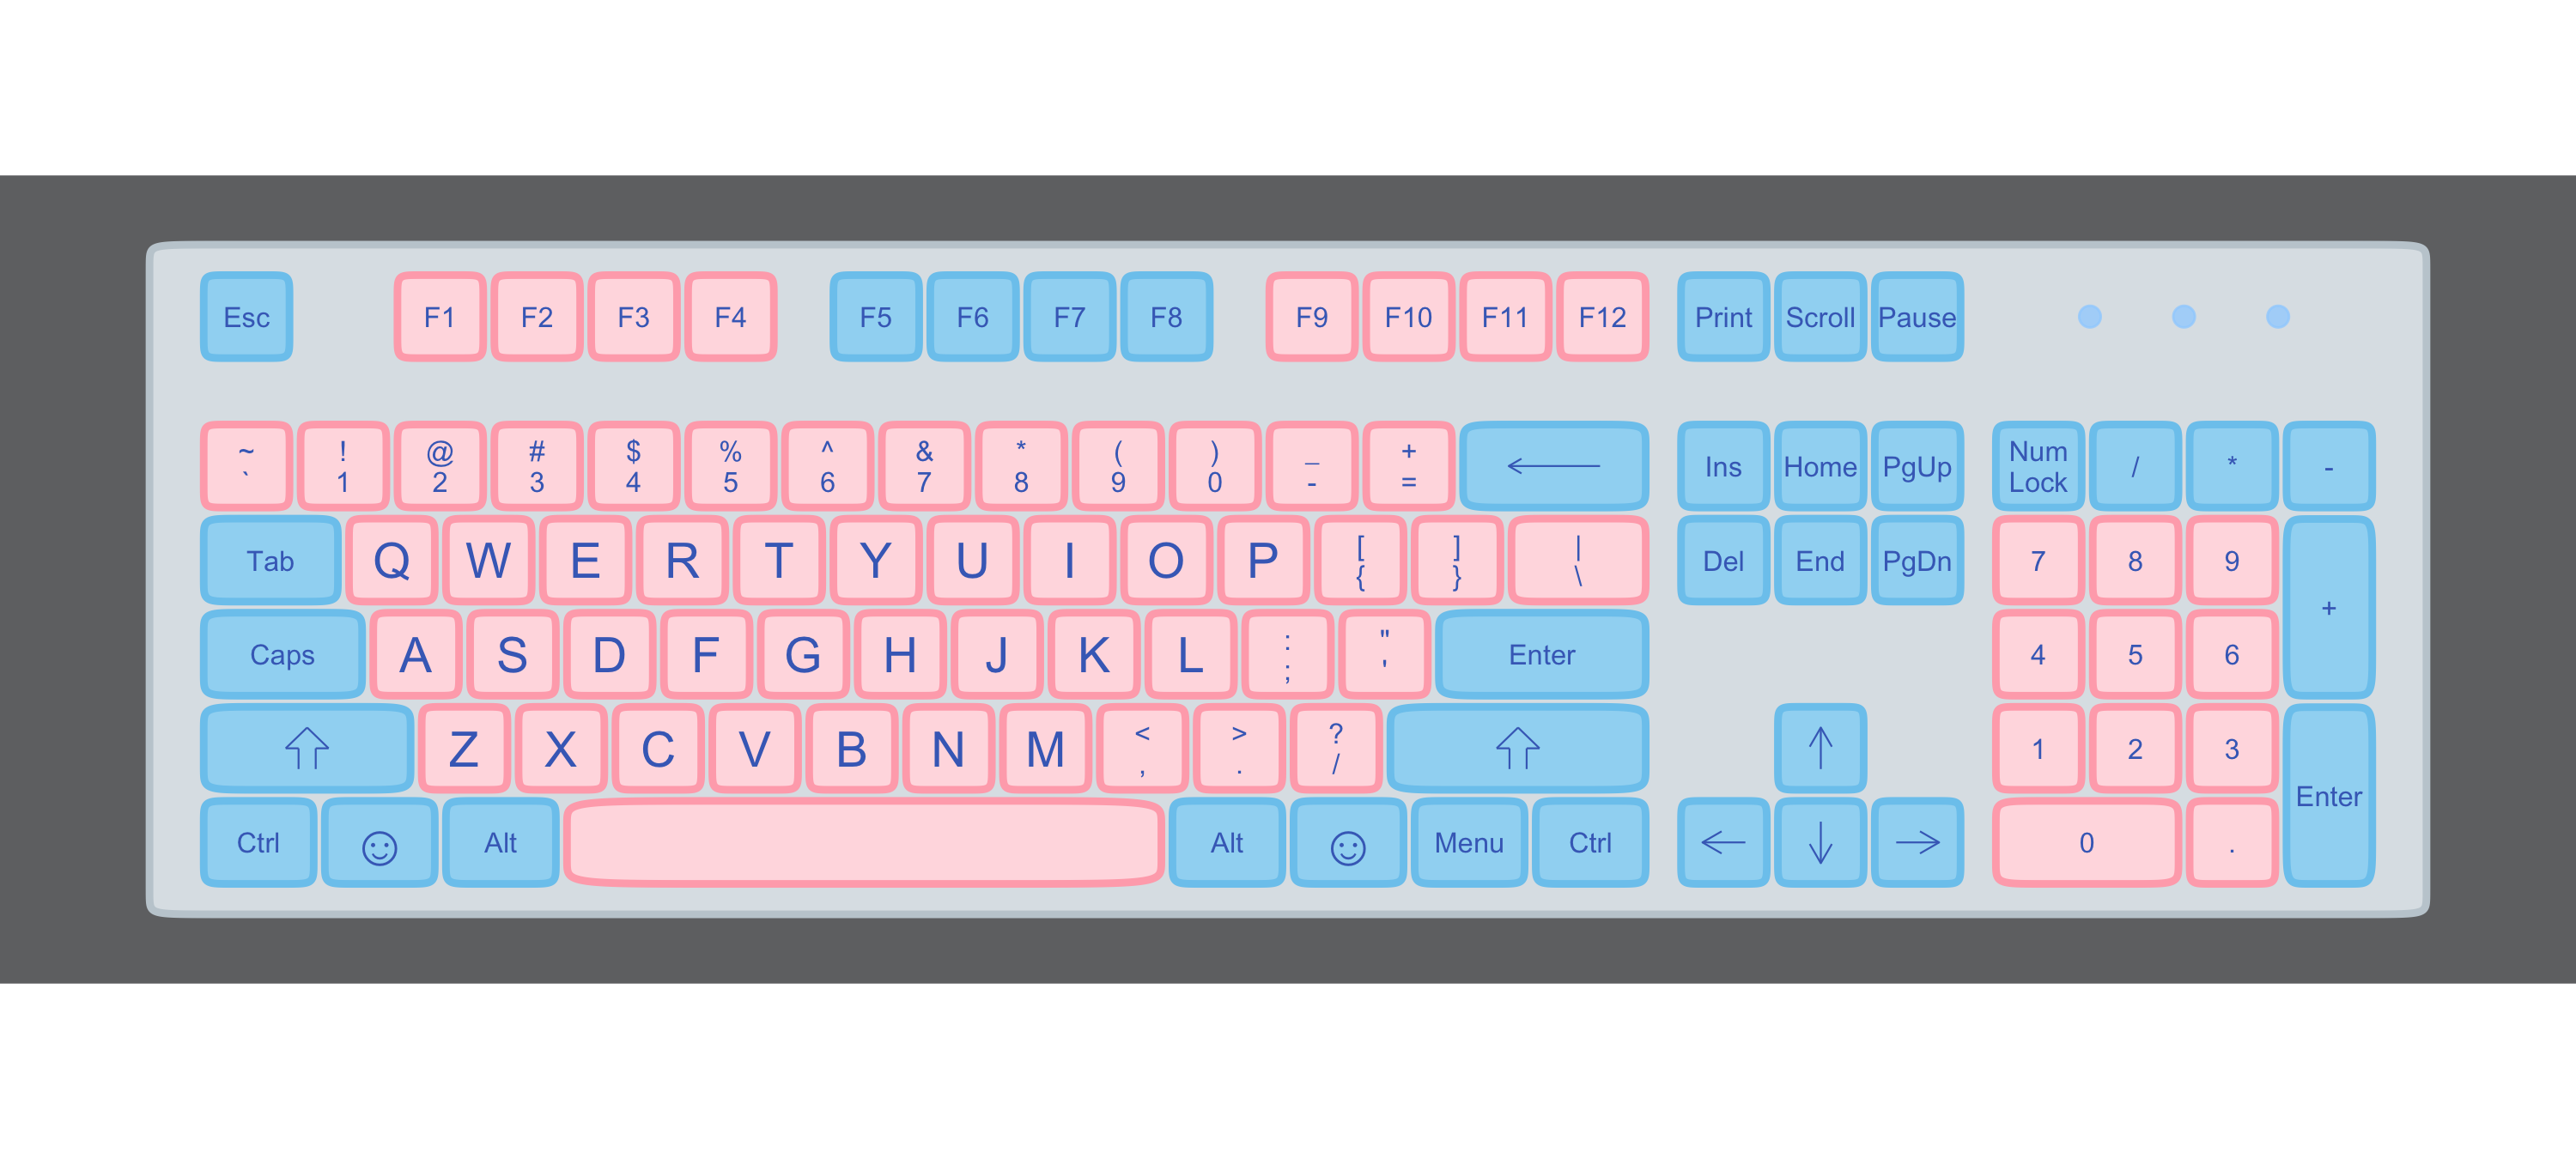 Esc F1 F2 F3 F4 F5 F6 F7 F8 F9 F10 F11 F12 Print Scroll Pause
~ ! @ # $ % ^ & * ( ) _ +
` 1 2 3 4 5 6 7 8 9 0 - = ← Ins Home PgUp Num Lock / * -
Tab Q W E R T Y U I O P [ { ] } | \ Del End PgDn 7 8 9 +
Caps A S D F G H J K L : ; " ' Enter 4 5 6
⇧ Z X C V B N M < , > . ? / ⇧ ↑ 1 2 3 Enter
Ctrl ☺ Alt Alt ☺ Menu Ctrl ← ↓ → 0 .